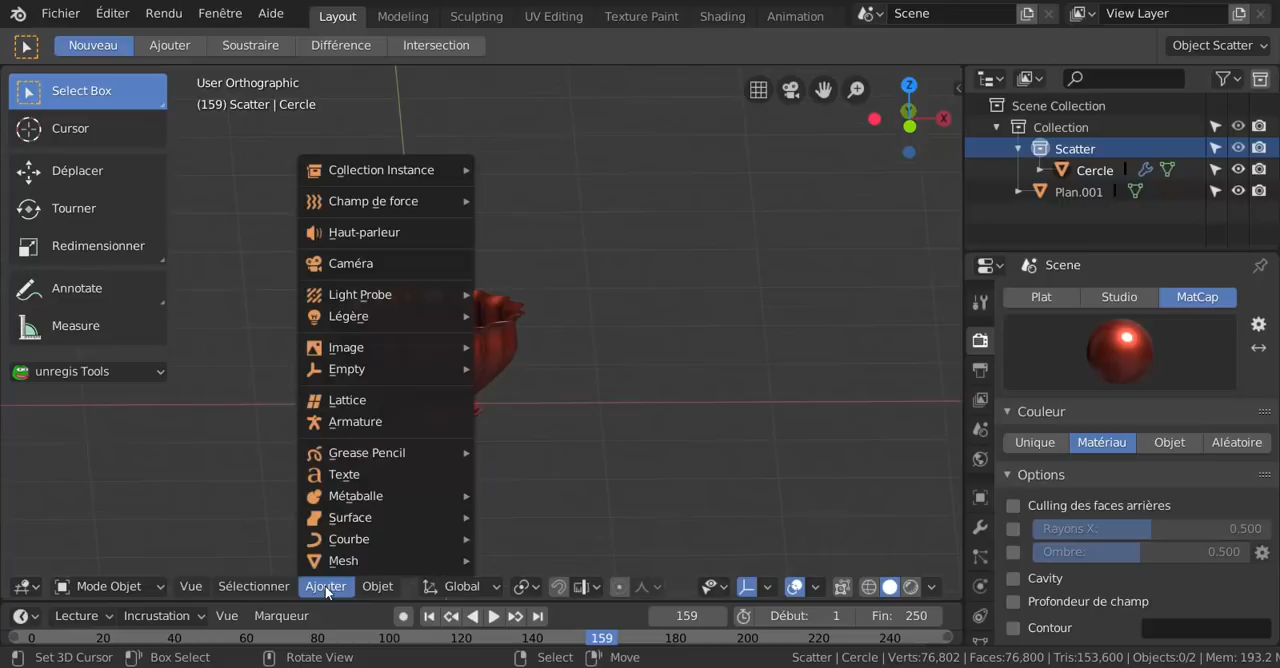 Fichier Éditer Rendu Fenêtre Aide Layout Modeling Sculpting UV Editing Texture Paint Shading Animation Scene View Layer
Nouveau Ajouter Soustraire Différence Intersection Object Scatter
Select Box
Cursor
Déplacer
Tourner
Redimensionner
Annotate
Measure
unregis Tools
User Orthographic
(159) Scatter | Cercle
Z
Y
X
Collection Instance
Champ de force
Haut-parleur
Caméra
Light Probe
Légère
Image
Empty
Lattice
Armature
Grease Pencil
Texte
Métaballe
Surface
Courbe
Mesh
Mode Objet Vue Sélectionner Ajouter Objet Global
Scene Collection
Collection
Scatter
Cercle
Plan.001
Scene
Plat Studio MatCap
Couleur
Unique Matériau Objet Aléatoire
Options
Culling des faces arrières
Rayons X: 0.500
Ombre: 0.500
Cavity
Profondeur de champ
Contour
Lecture Incrustation Vue Marqueur 159 Début: 1 Fin: 250
0 20 40 60 80 100 120 140 159 180 200 220 240
Set 3D Cursor Box Select Rotate View Select Move Scatter | Cercle | Verts:76,802 | Faces:76,800 | Tris:153,600 | Objects:0/2 | Mem: 193.2 M